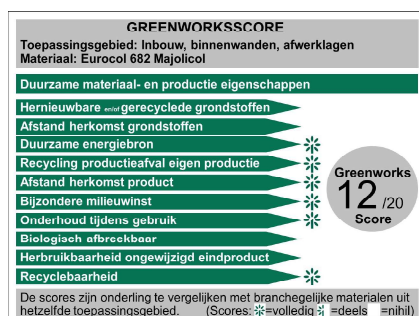 GREENWORKSSCORE
Toepassingsgebied: Inbouw, binnenwanden, afwerklagen
Materiaal: Eurocol 682 Majolicol
Duurzame materiaal- en productie eigenschappen
Hernieuwbare en/of gerecyclede grondstoffen
Afstand herkomst grondstoffen
Duurzame energiebron
Recycling productieafval eigen productie
Afstand herkomst product
Bijzondere milieuwinst
Onderhoud tijdens gebruik
Biologisch afbreekbaar
Herbruikbaarheid ongewijzigd eindproduct
Recyclebaarheid
Greenworks
12 /20
Score
De scores zijn onderling te vergelijken met branchegelijke materialen uit
hetzelfde toepassingsgebied. (Scores: =volledig =deels =nihil)